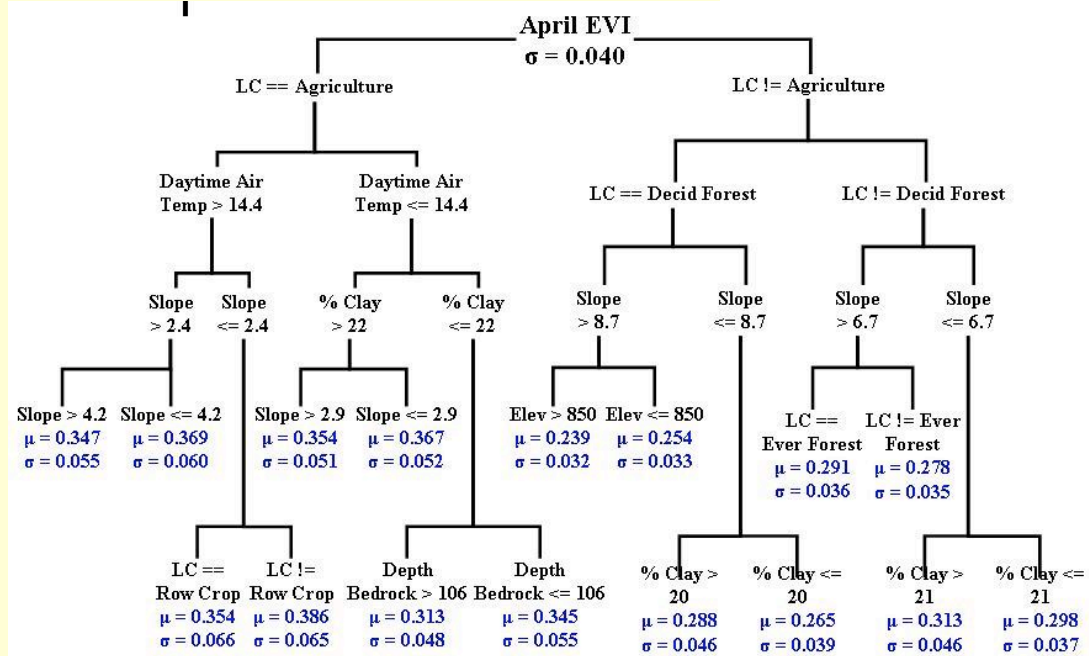 April EVI
σ = 0.040
LC == Agriculture
LC != Agriculture
Daytime Air
Temp > 14.4
Daytime Air
Temp <= 14.4
LC == Decid Forest
LC != Decid Forest
Slope
> 2.4
Slope
<= 2.4
% Clay
> 22
% Clay
<= 22
Slope
> 8.7
Slope
<= 8.7
Slope
> 6.7
Slope
<= 6.7
Slope > 4.2
μ = 0.347
σ = 0.055
Slope <= 4.2
μ = 0.369
σ = 0.060
Slope > 2.9
μ = 0.354
σ = 0.051
Slope <= 2.9
μ = 0.367
σ = 0.052
Elev > 850
μ = 0.239
σ = 0.032
Elev <= 850
μ = 0.254
σ = 0.033
LC ==
Ever Forest
μ = 0.291
σ = 0.036
LC != Ever
Forest
μ = 0.278
σ = 0.035
LC ==
Row Crop
μ = 0.354
σ = 0.066
LC !=
Row Crop
μ = 0.386
σ = 0.065
Depth
Bedrock > 106
μ = 0.313
σ = 0.048
Depth
Bedrock <= 106
μ = 0.345
σ = 0.055
% Clay >
20
μ = 0.288
σ = 0.046
% Clay <=
20
μ = 0.265
σ = 0.039
% Clay >
21
μ = 0.313
σ = 0.046
% Clay <=
21
μ = 0.298
σ = 0.037